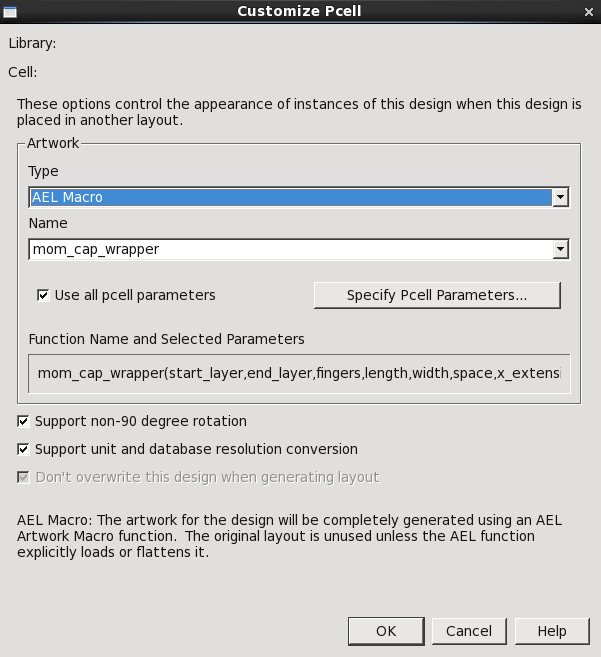 Customize Pcell
Library:
Cell:
These options control the appearance of instances of this design when this design is
placed in another layout.
Artwork
Type
AEL Macro
Name
mom_cap_wrapper
Use all pcell parameters
Specify Pcell Parameters...
Function Name and Selected Parameters
mom_cap_wrapper(start_layer,end_layer,fingers,length,width,space,x_extensi
Support non-90 degree rotation
Support unit and database resolution conversion
Don't overwrite this design when generating layout
AEL Macro: The artwork for the design will be completely generated using an AEL
Artwork Macro function.  The original layout is unused unless the AEL function
explicitly loads or flattens it.
OK
Cancel
Help